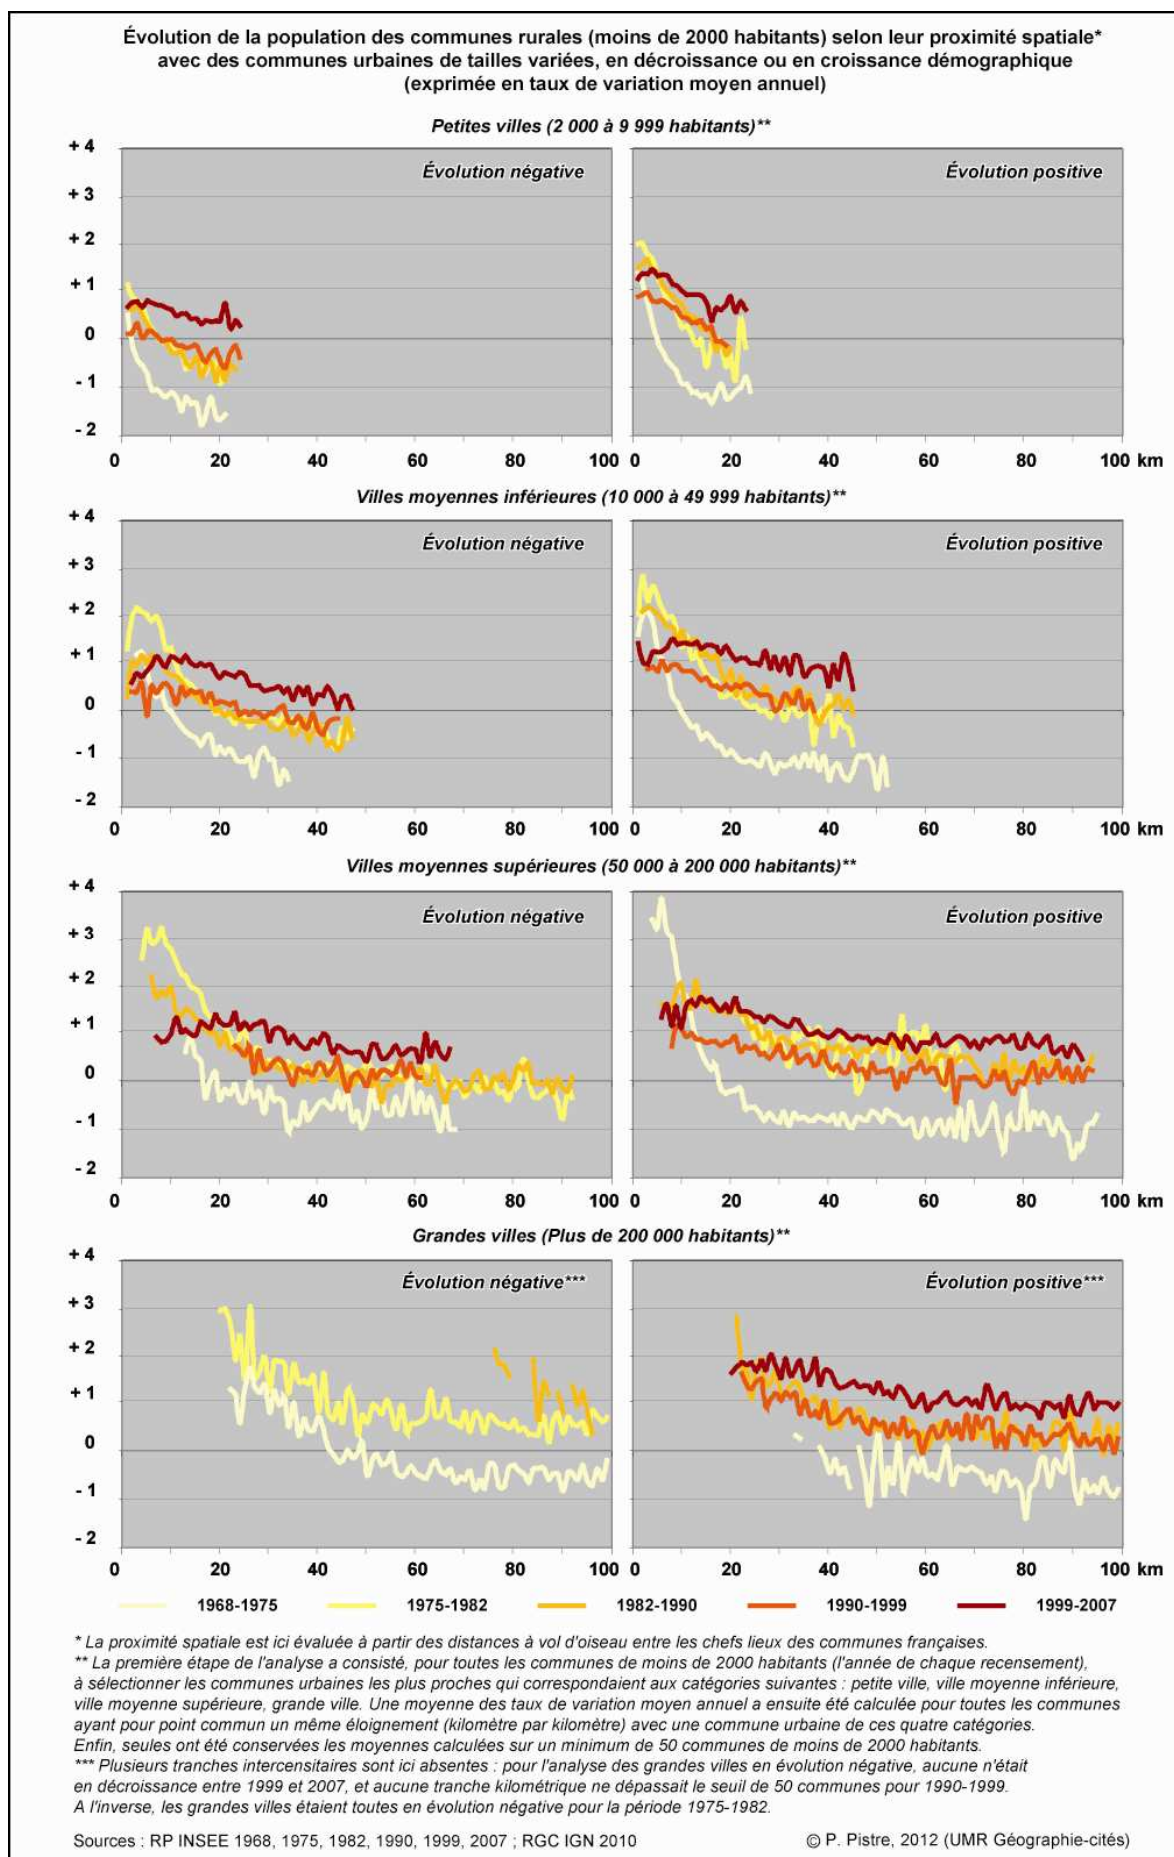 Évolution de la population des communes rurales (moins de 2000 habitants) selon leur proximité spatiale*
avec des communes urbaines de tailles variées, en décroissance ou en croissance démographique
(exprimée en taux de variation moyen annuel)
Petites villes (2 000 à 9 999 habitants)**
+ 4
+ 3
+ 2
+ 1
0
- 1
- 2
Évolution négative
Évolution positive
0 20 40 60 80 100 0 20 40 60 80 100 km
Villes moyennes inférieures (10 000 à 49 999 habitants)**
+ 4
+ 3
+ 2
+ 1
0
- 1
- 2
Évolution négative
Évolution positive
0 20 40 60 80 100 0 20 40 60 80 100 km
Villes moyennes supérieures (50 000 à 200 000 habitants)**
+ 4
+ 3
+ 2
+ 1
0
- 1
- 2
Évolution négative
Évolution positive
0 20 40 60 80 100 0 20 40 60 80 100 km
Grandes villes (Plus de 200 000 habitants)**
+ 4
+ 3
+ 2
+ 1
0
- 1
- 2
Évolution négative***
Évolution positive***
0 20 40 60 80 100 0 20 40 60 80 100 km
1968-1975 1975-1982 1982-1990 1990-1999 1999-2007
* La proximité spatiale est ici évaluée à partir des distances à vol d'oiseau entre les chefs lieux des communes françaises.
** La première étape de l'analyse a consisté, pour toutes les communes de moins de 2000 habitants (l'année de chaque recensement),
à sélectionner les communes urbaines les plus proches qui correspondaient aux catégories suivantes : petite ville, ville moyenne inférieure,
ville moyenne supérieure, grande ville. Une moyenne des taux de variation moyen annuel a ensuite été calculée pour toutes les communes
ayant pour point commun un même éloignement (kilomètre par kilomètre) avec une commune urbaine de ces quatre catégories.
Enfin, seules ont été conservées les moyennes calculées sur un minimum de 50 communes de moins de 2000 habitants.
*** Plusieurs tranches intercensitaires sont ici absentes : pour l'analyse des grandes villes en évolution négative, aucune n'était
en décroissance entre 1999 et 2007, et aucune tranche kilométrique ne dépassait le seuil de 50 communes pour 1990-1999.
A l'inverse, les grandes villes étaient toutes en évolution négative pour la période 1975-1982.
Sources : RP INSEE 1968, 1975, 1982, 1990, 1999, 2007 ; RGC IGN 2010
© P. Pistre, 2012 (UMR Géographie-cités)